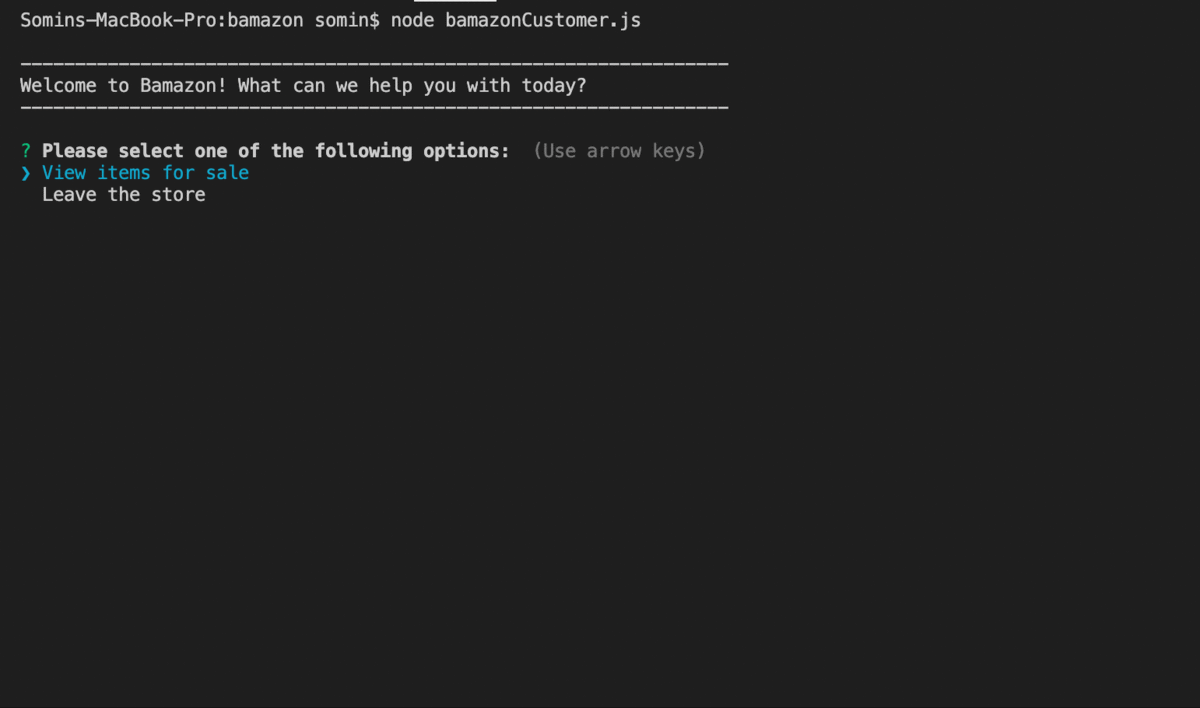 Somins-MacBook-Pro:bamazon somin$ node bamazonCustomer.js
-----------------------------------------------------------------
Welcome to Bamazon! What can we help you with today?
-----------------------------------------------------------------
? Please select one of the following options:  (Use arrow keys)
❯ View items for sale
  Leave the store